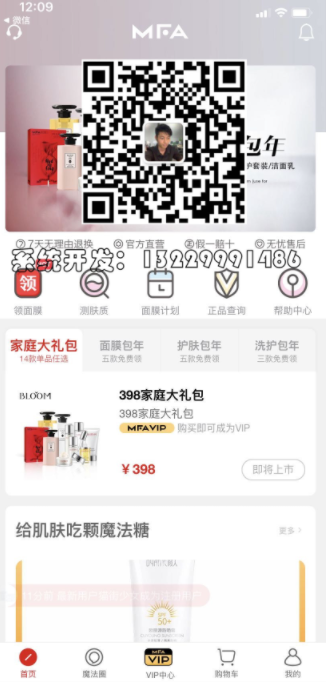 12:09
微信
MFA
包年
护套装/洁面乳
7天无理由退换 官方直营 假一赔十 无忧售后
系统开发：13229991486
领
领面膜 测肤质 面膜计划 正品查询 帮助中心
家庭大礼包 面膜包年 护肤包年 洗护包年
14款单品任选 五款免费领 五款免费领 三款免费领
BLOOM
398家庭大礼包
398家庭大礼包
MFAVIP 购买即可成为VIP
￥398 即将上市
给肌肤吃颗魔法糖 更多
SPF
50+
MFA
VIP
首页 魔法圈 VIP中心 购物车 我的